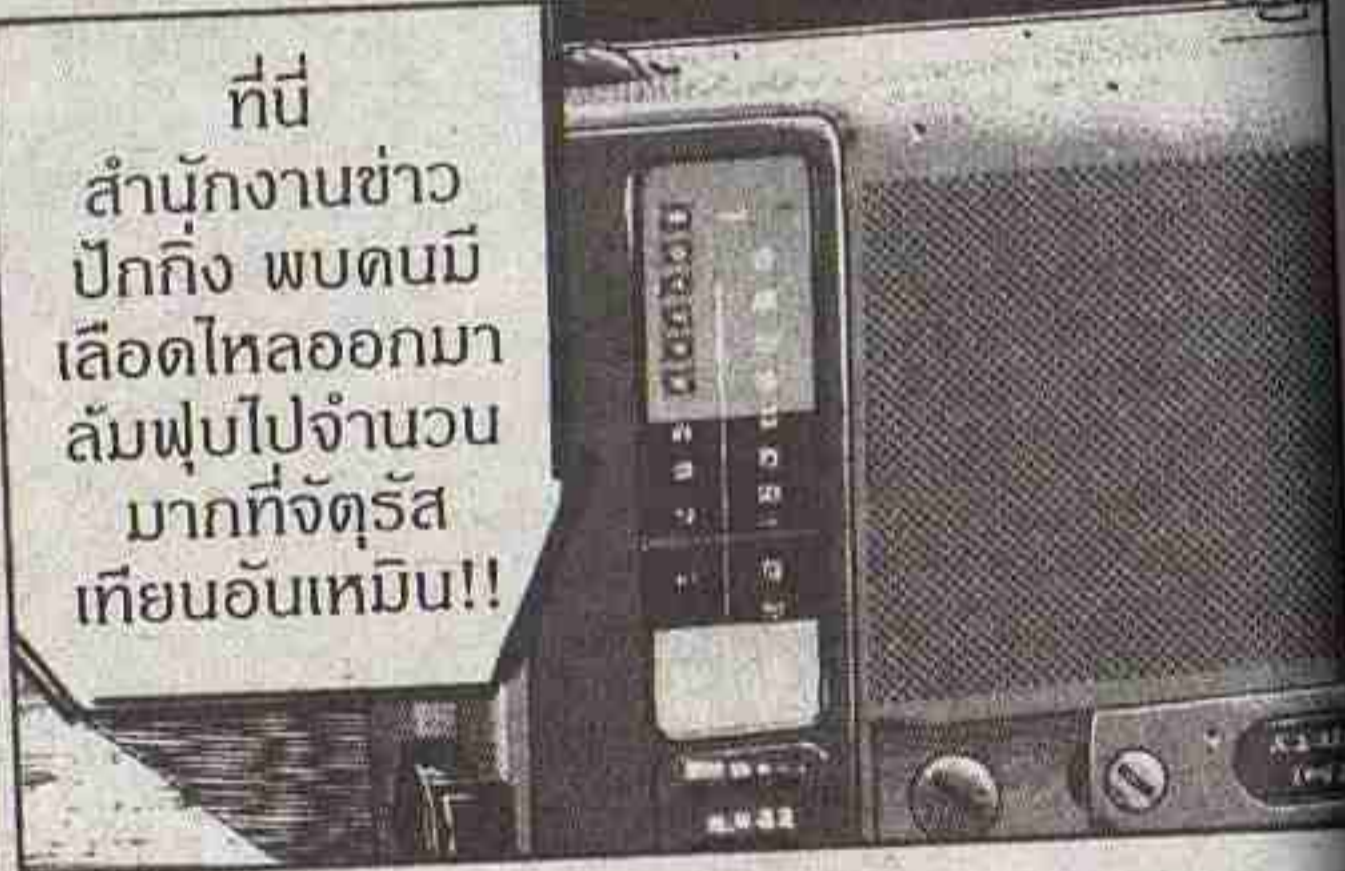 ที่นี่
สำนักงานข่าว
ปักกิ่ง พบคนมี
เลือดไหลออกมา
ล้มฟุบไปจำนวน
มากที่จัตุรัส
เทียนอันเหมิน!!